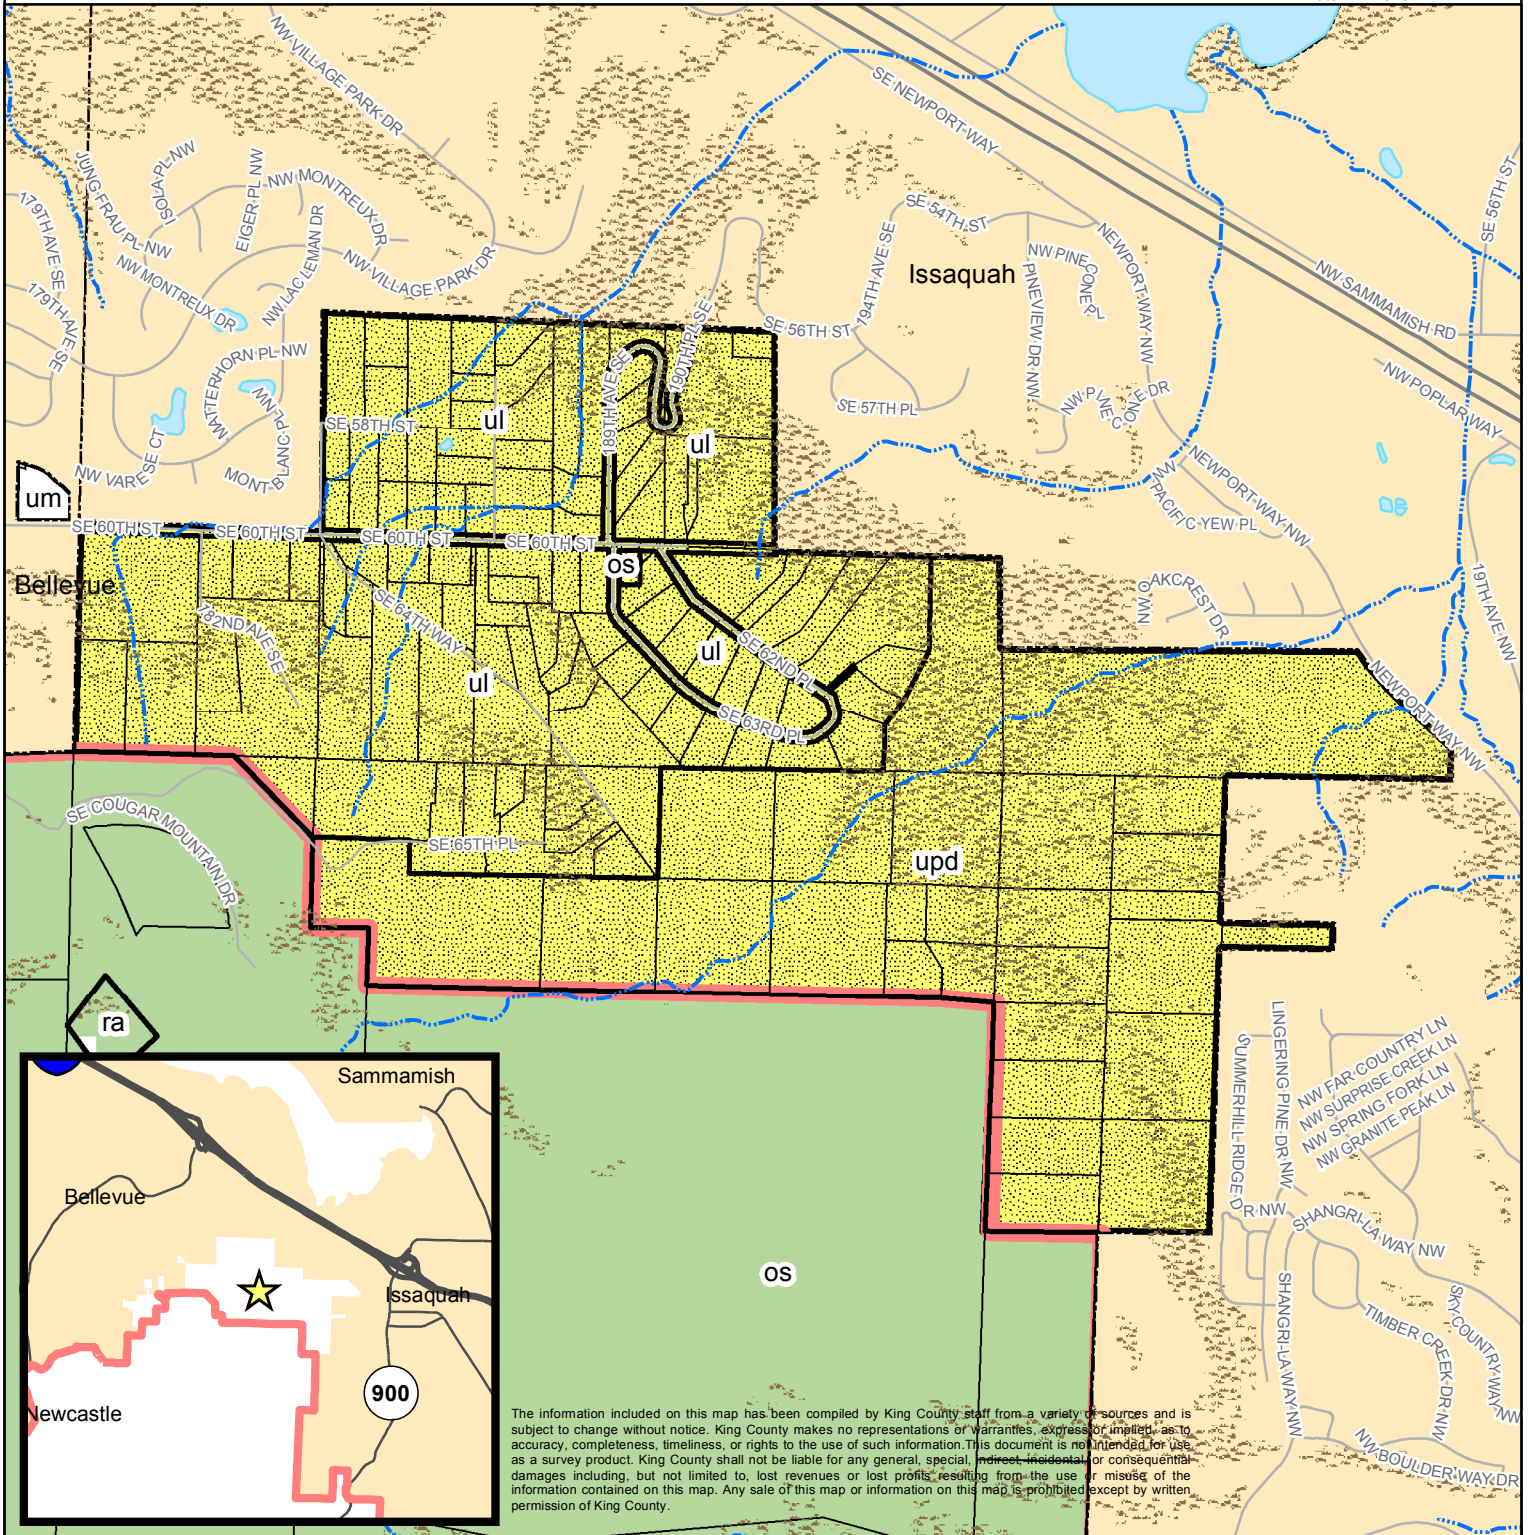 NW VILLAGE PARK DR
SE NEWPORT WAY
JUNG FRAU PL NW
ISOLA PL NW
EIGER PL NW
NW MONTREUX DR
179TH AVE SE
SE 54TH ST
SE 56TH ST
NW MONTREUX DR
NW LAC LEMAN DR
NW VILLAGE PARK DR
194TH AVE SE
Issaquah
NW PINE CONE PL
PINEVIEW DR NW
NEWPORT WAY NW
NW SAMMAMISH RD
179TH AVE SE
190TH PL SE
SE 56TH ST
MATTERHORN PL NW
189TH AVE SE
NW POPLAR WAY
SE 58TH ST
ul
ul
SE 57TH PL
NW PINE CONE DR
NW VARESE CT
MONT BLANC PL NW
um
NEWPORT WAY NW
NW PACIFIC YEW PL
SE 60TH ST
SE 60TH ST
SE 60TH ST
SE 60TH ST
os
Bellevue
NW OAKCREST DR
19TH AVE NW
182ND AVE SE
SE 64TH WAY
ul
SE 62ND PL
ul
SE 63RD PL
NEWPORT WAY NW
SE COUGAR MOUNTAIN DR
SE 65TH PL
upd
ra
SUMMERHILL RIDGE DR NW
LINGERING PINE DR NW
NW FAR COUNTRY LN
NW SURPRISE CREEK LN
NW SPRING FORK LN
NW GRANITE PEAK LN
SHANGRI-LA WAY NW
SHANGRI-LA WAY NW
TIMBER CREEK DR NW
SKY COUNTRY WAY NW
NW BOULDER WAY DR
os
Sammamish
Bellevue
Issaquah
900
Newcastle
The information included on this map has been compiled by King County staff from a variety of sources and is
subject to change without notice. King County makes no representations or warranties, express or implied, as to
accuracy, completeness, timeliness, or rights to the use of such information.This document is not intended for use
as a survey product. King County shall not be liable for any general, special, indirect, incidental, or consequential
damages including, but not limited to, lost revenues or lost profits resulting from the use or misuse of the
information contained on this map. Any sale of this map or information on this map is prohibited except by written
permission of King County.